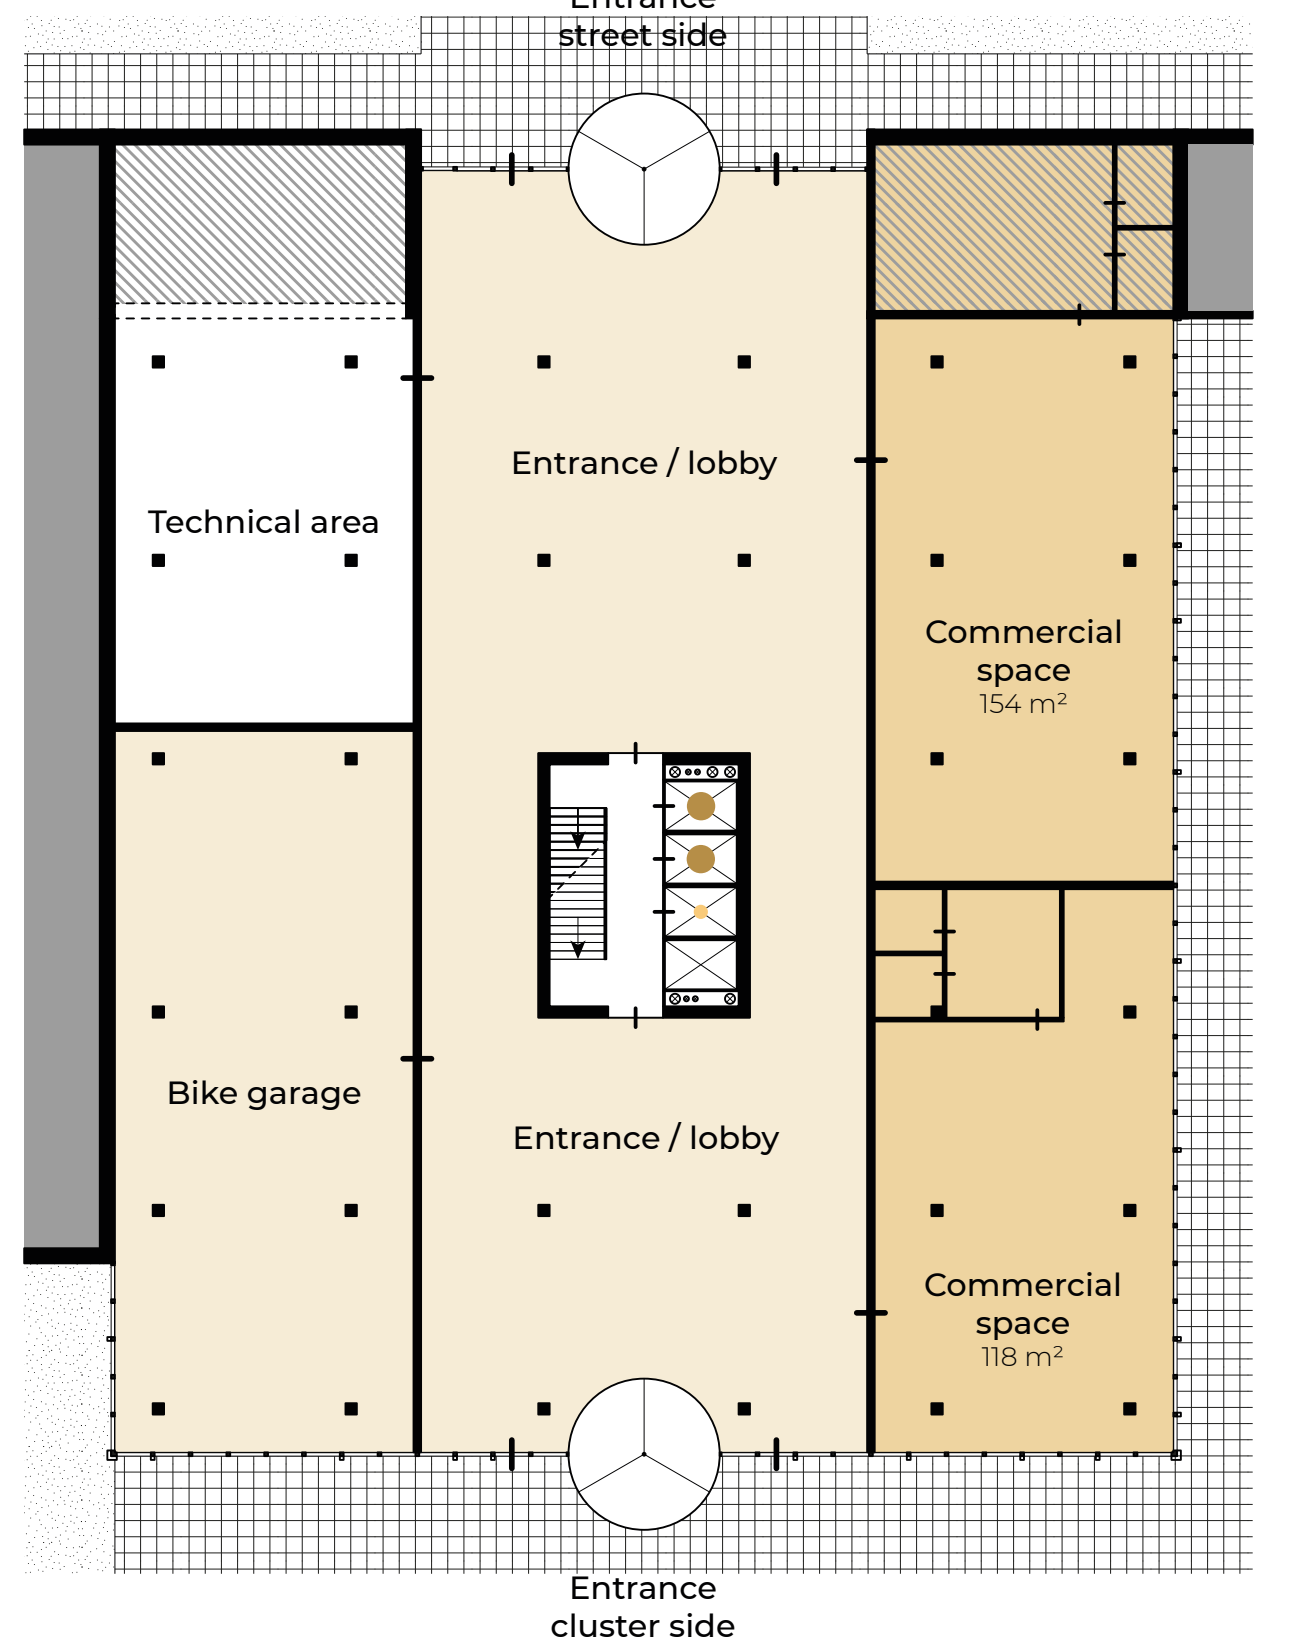 Entrance
street side
Entrance / lobby
Technical area
Commercial
space
154 m²
Bike garage
Entrance / lobby
Commercial
space
118 m²
Entrance
cluster side